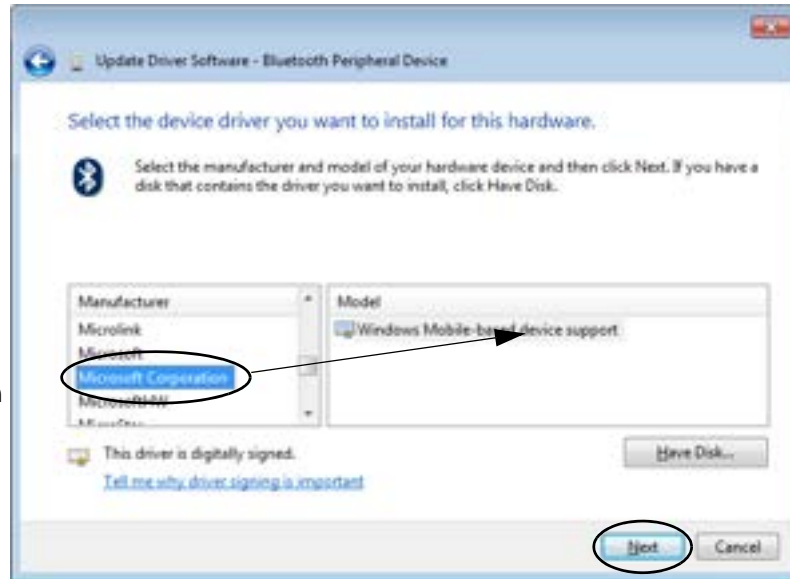 Update Driver Software - Bluetooth Peripheral Device
Select the device driver you want to install for this hardware.
Select the manufacturer and model of your hardware device and then click Next. If you have a
disk that contains the driver you want to install, click Have Disk.
Manufacturer
Microlink
Microsoft
Microsoft Corporation
MicrosoftHW
Model
Windows Mobile-based device support
This driver is digitally signed.
Tell me why driver signing is important
Have Disk...
Next
Cancel